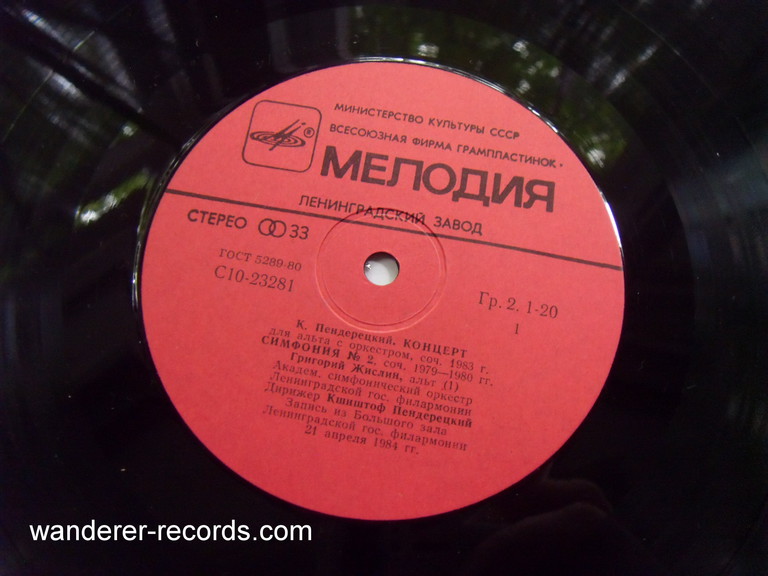 МИНИСТЕРСТВО КУЛЬТУРЫ СССР
ВСЕСОЮЗНАЯ ФИРМА ГРАМПЛАСТИНОК
®
МЕЛОДИЯ
ЛЕНИНГРАДСКИЙ ЗАВОД
СТЕРЕО 33
ГОСТ 5289-80
С10-23281
Гр. 2. 1-20
1
К. Пендерецкий. КОНЦЕРТ
для альта с оркестром, соч. 1983 г.
СИМФОНИЯ № 2, соч. 1979—1980 гг.
Григорий Жислин, альт (1)
Академ. симфонический оркестр
Ленинградской гос. филармонии
Дирижер Кшиштоф Пендерецкий
Запись из Большого зала
Ленинградской гос. филармонии
21 апреля 1984 гг.
wanderer-records.com